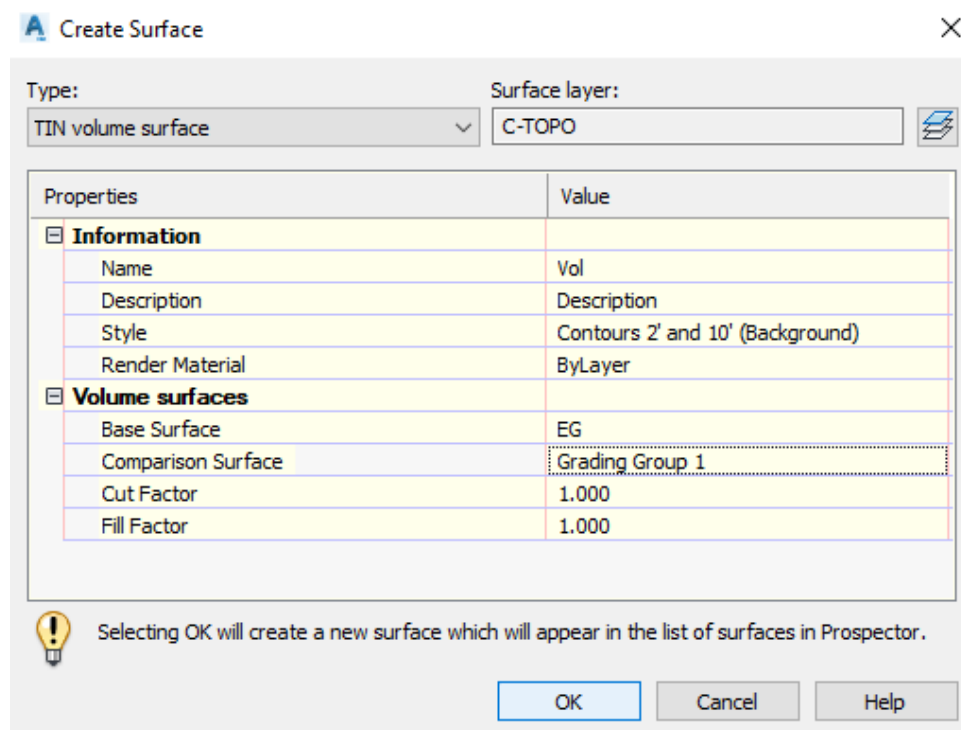 Create Surface
Type: Surface layer:
TIN volume surface C-TOPO
Properties Value
Information
Name Vol
Description Description
Style Contours 2' and 10' (Background)
Render Material ByLayer
Volume surfaces
Base Surface EG
Comparison Surface Grading Group 1
Cut Factor 1.000
Fill Factor 1.000
Selecting OK will create a new surface which will appear in the list of surfaces in Prospector.
OK Cancel Help